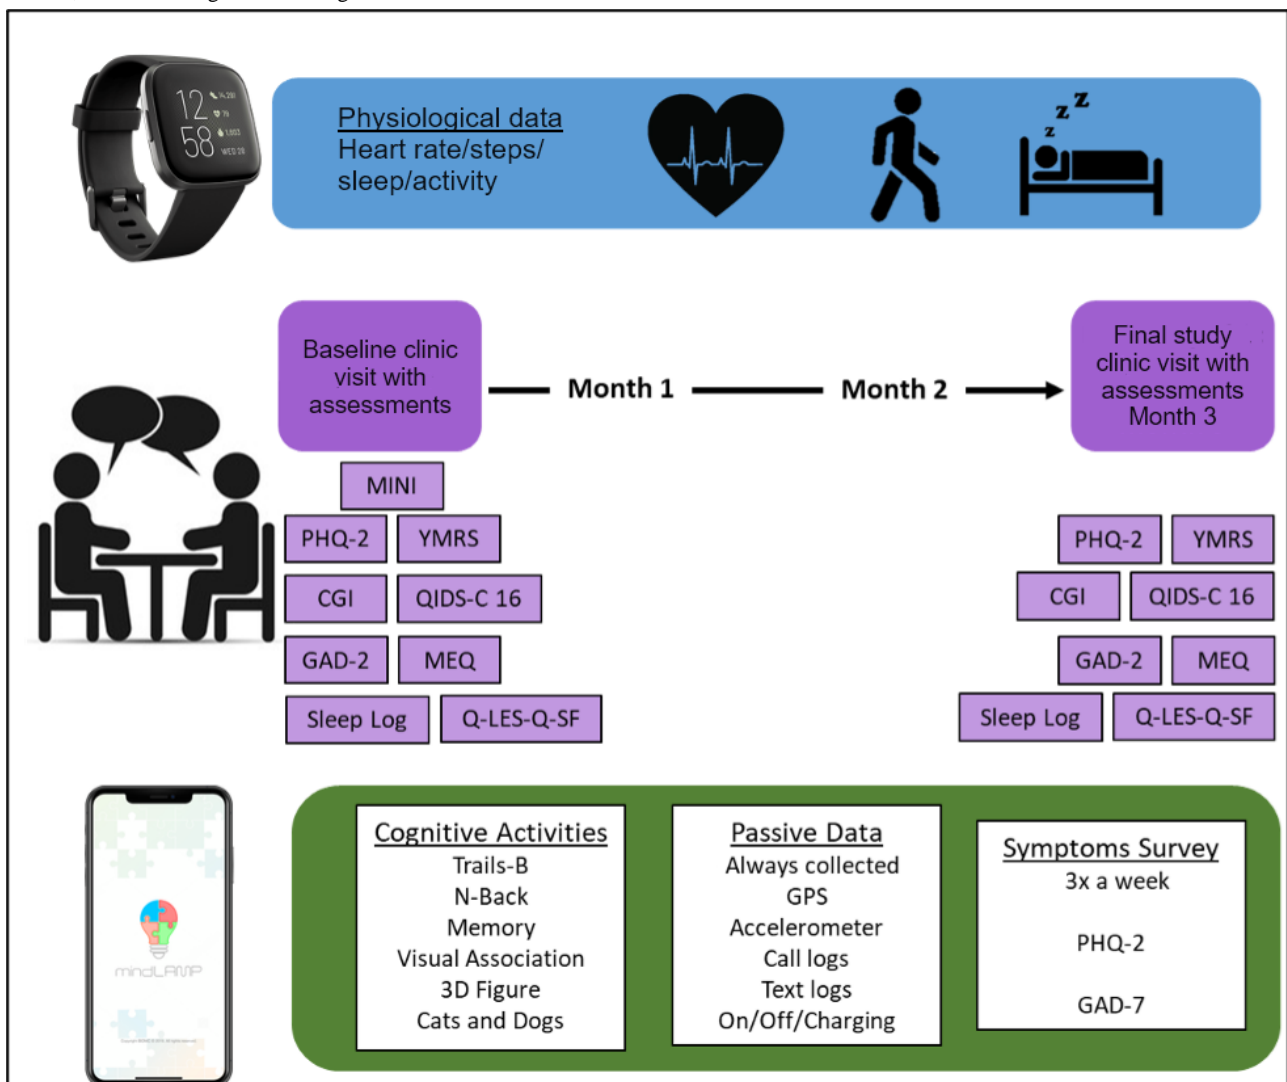 12
58
WED 28
Physiological data
Heart rate/steps/
sleep/activity
z z z
Baseline clinic
visit with
assessments
Month 1
Month 2
Final study
clinic visit with
assessments
Month 3
MINI
PHQ-2 YMRS
CGI QIDS-C 16
GAD-2 MEQ
Sleep Log Q-LES-Q-SF
PHQ-2 YMRS
CGI QIDS-C 16
GAD-2 MEQ
Sleep Log Q-LES-Q-SF
mindLAMP
Cognitive Activities
Trails-B
N-Back
Memory
Visual Association
3D Figure
Cats and Dogs
Passive Data
Always collected
GPS
Accelerometer
Call logs
Text logs
On/Off/Charging
Symptoms Survey
3x a week
PHQ-2
GAD-7